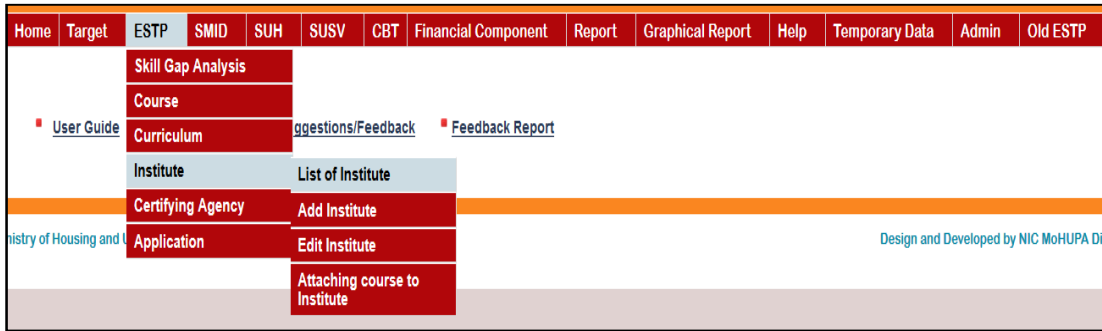 Home Target ESTP SMID SUH SUSV CBT Financial Component Report Graphical Report Help Temporary Data Admin Old ESTP
Skill Gap Analysis
Course
User Guide Curriculum ggestions/Feedback Feedback Report
Institute List of Institute
Certifying Agency Add Institute
nistry of Housing and Application Edit Institute Design and Developed by NIC MoHUPA Di
Attaching course to
Institute